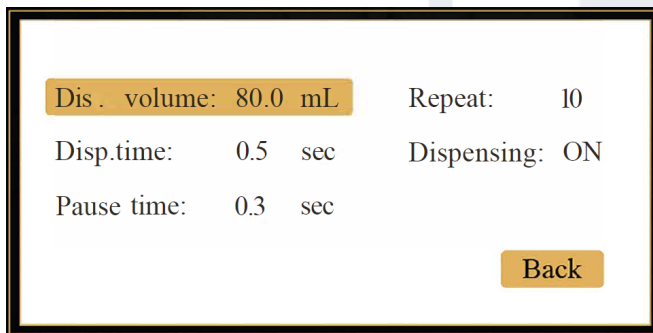 Dis. volume: 80.0 mL Repeat: 10
Disp.time: 0.5 sec Dispensing: ON
Pause time: 0.3 sec
Back